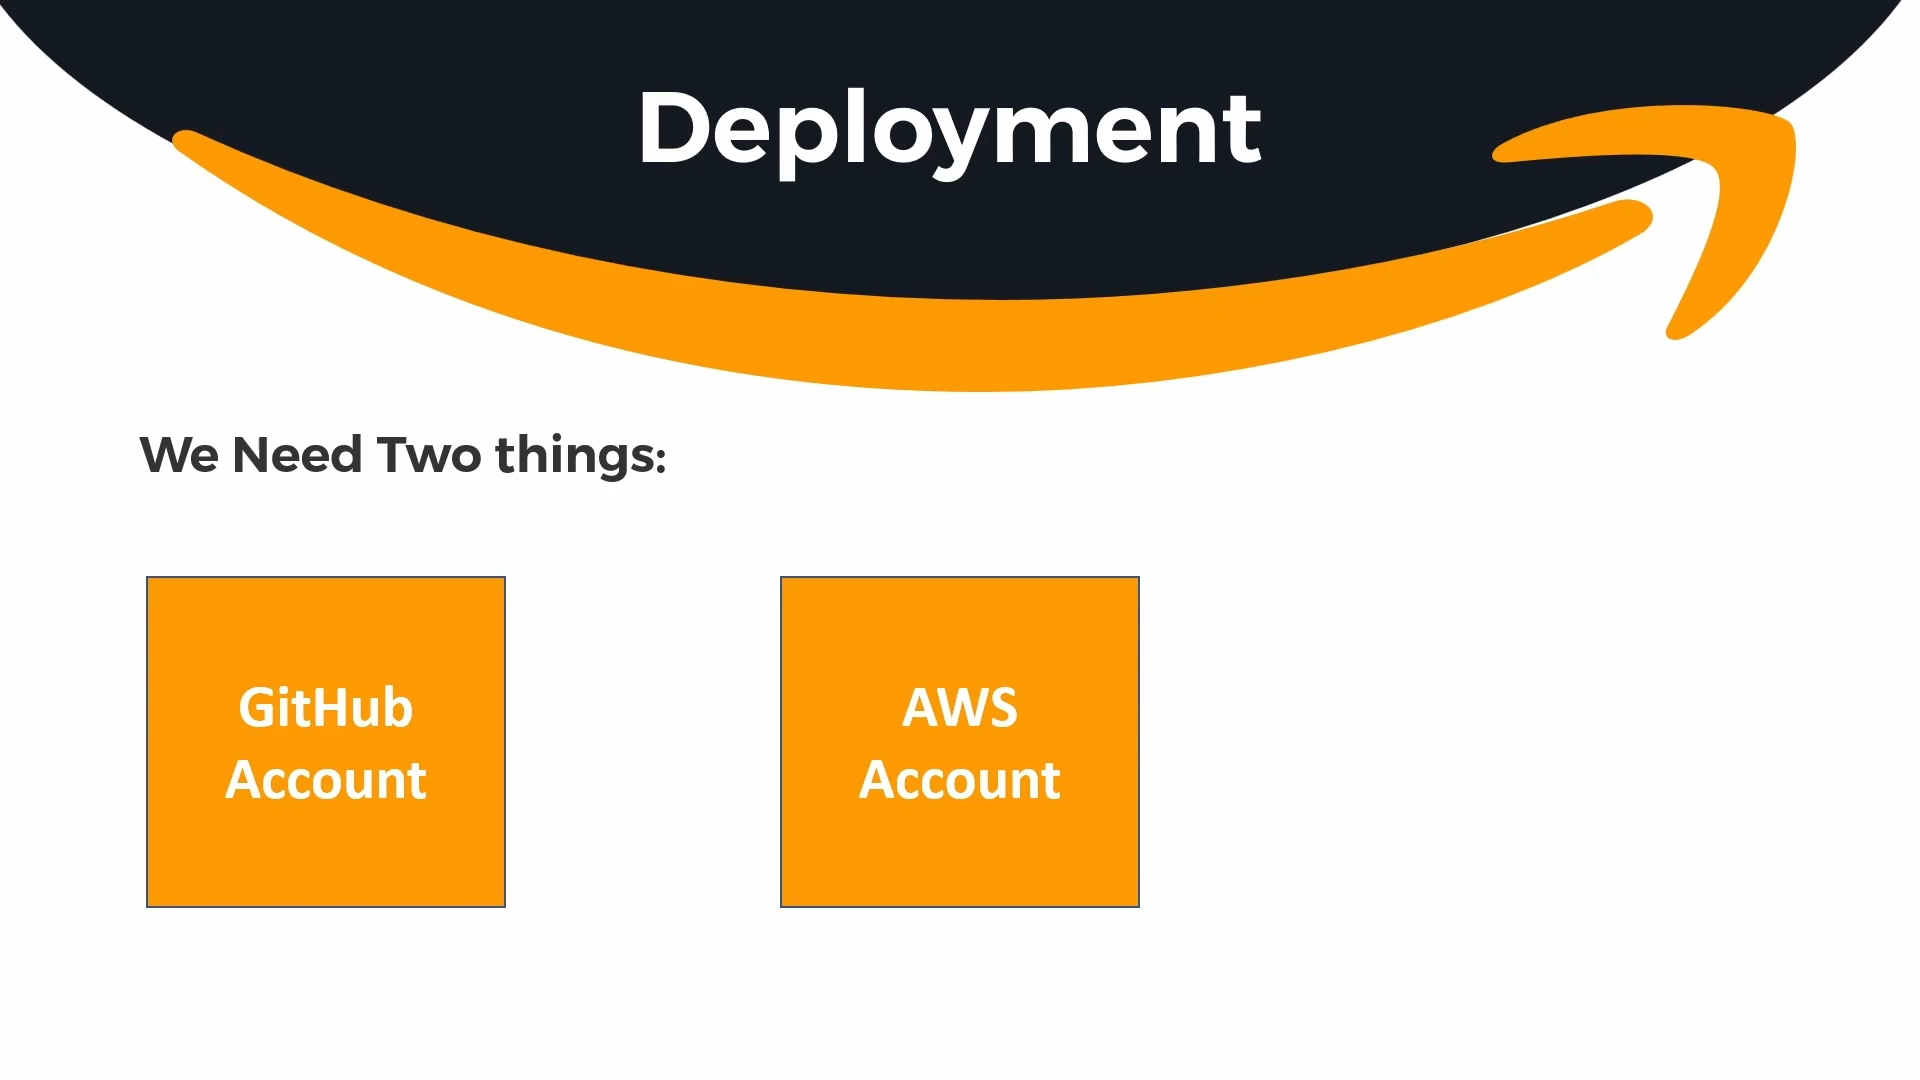 Deployment
We Need Two things:
GitHub
Account
AWS
Account